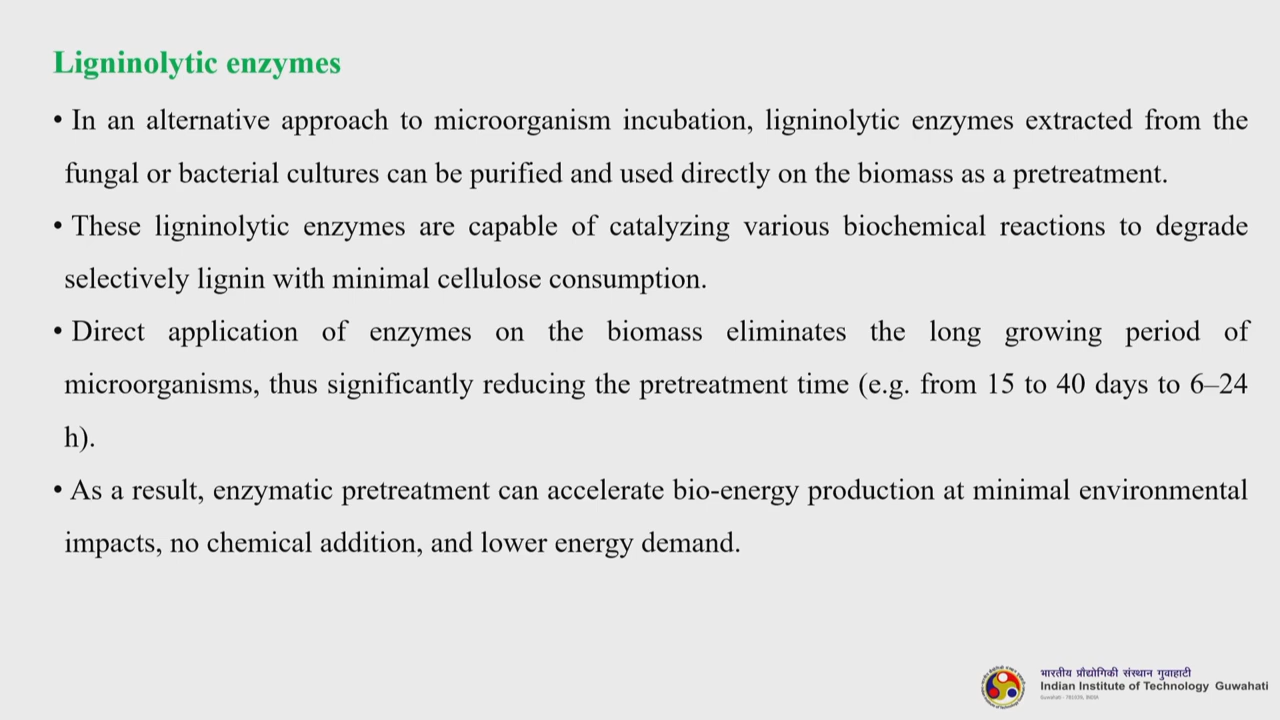 Ligninolytic enzymes
• In an alternative approach to microorganism incubation, ligninolytic enzymes extracted from the
fungal or bacterial cultures can be purified and used directly on the biomass as a pretreatment.
• These ligninolytic enzymes are capable of catalyzing various biochemical reactions to degrade
selectively lignin with minimal cellulose consumption.
• Direct application of enzymes on the biomass eliminates the long growing period of
microorganisms, thus significantly reducing the pretreatment time (e.g. from 15 to 40 days to 6–24
h).
• As a result, enzymatic pretreatment can accelerate bio-energy production at minimal environmental
impacts, no chemical addition, and lower energy demand.
भारतीय प्रौद्योगिकी संस्थान गुवाहाटी
Indian Institute of Technology Guwahati
Guwahati - 781039, INDIA